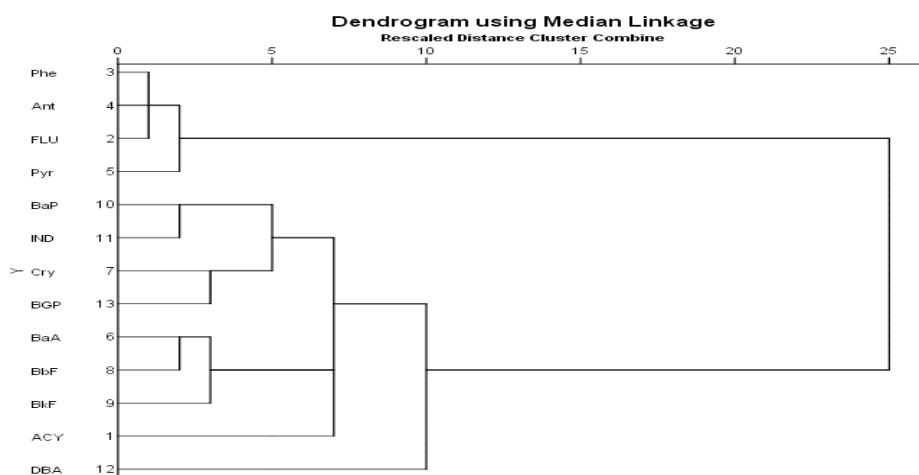 Dendrogram using Median Linkage
Rescaled Distance Cluster Combine
0 5 10 15 20 25
Phe 3
Ant 4
FLU 2
Pyr 5
BaP 10
IND 11
Y Cry 7
BGP 13
BaA 6
BbF 8
BkF 9
ACY 1
DBA 12